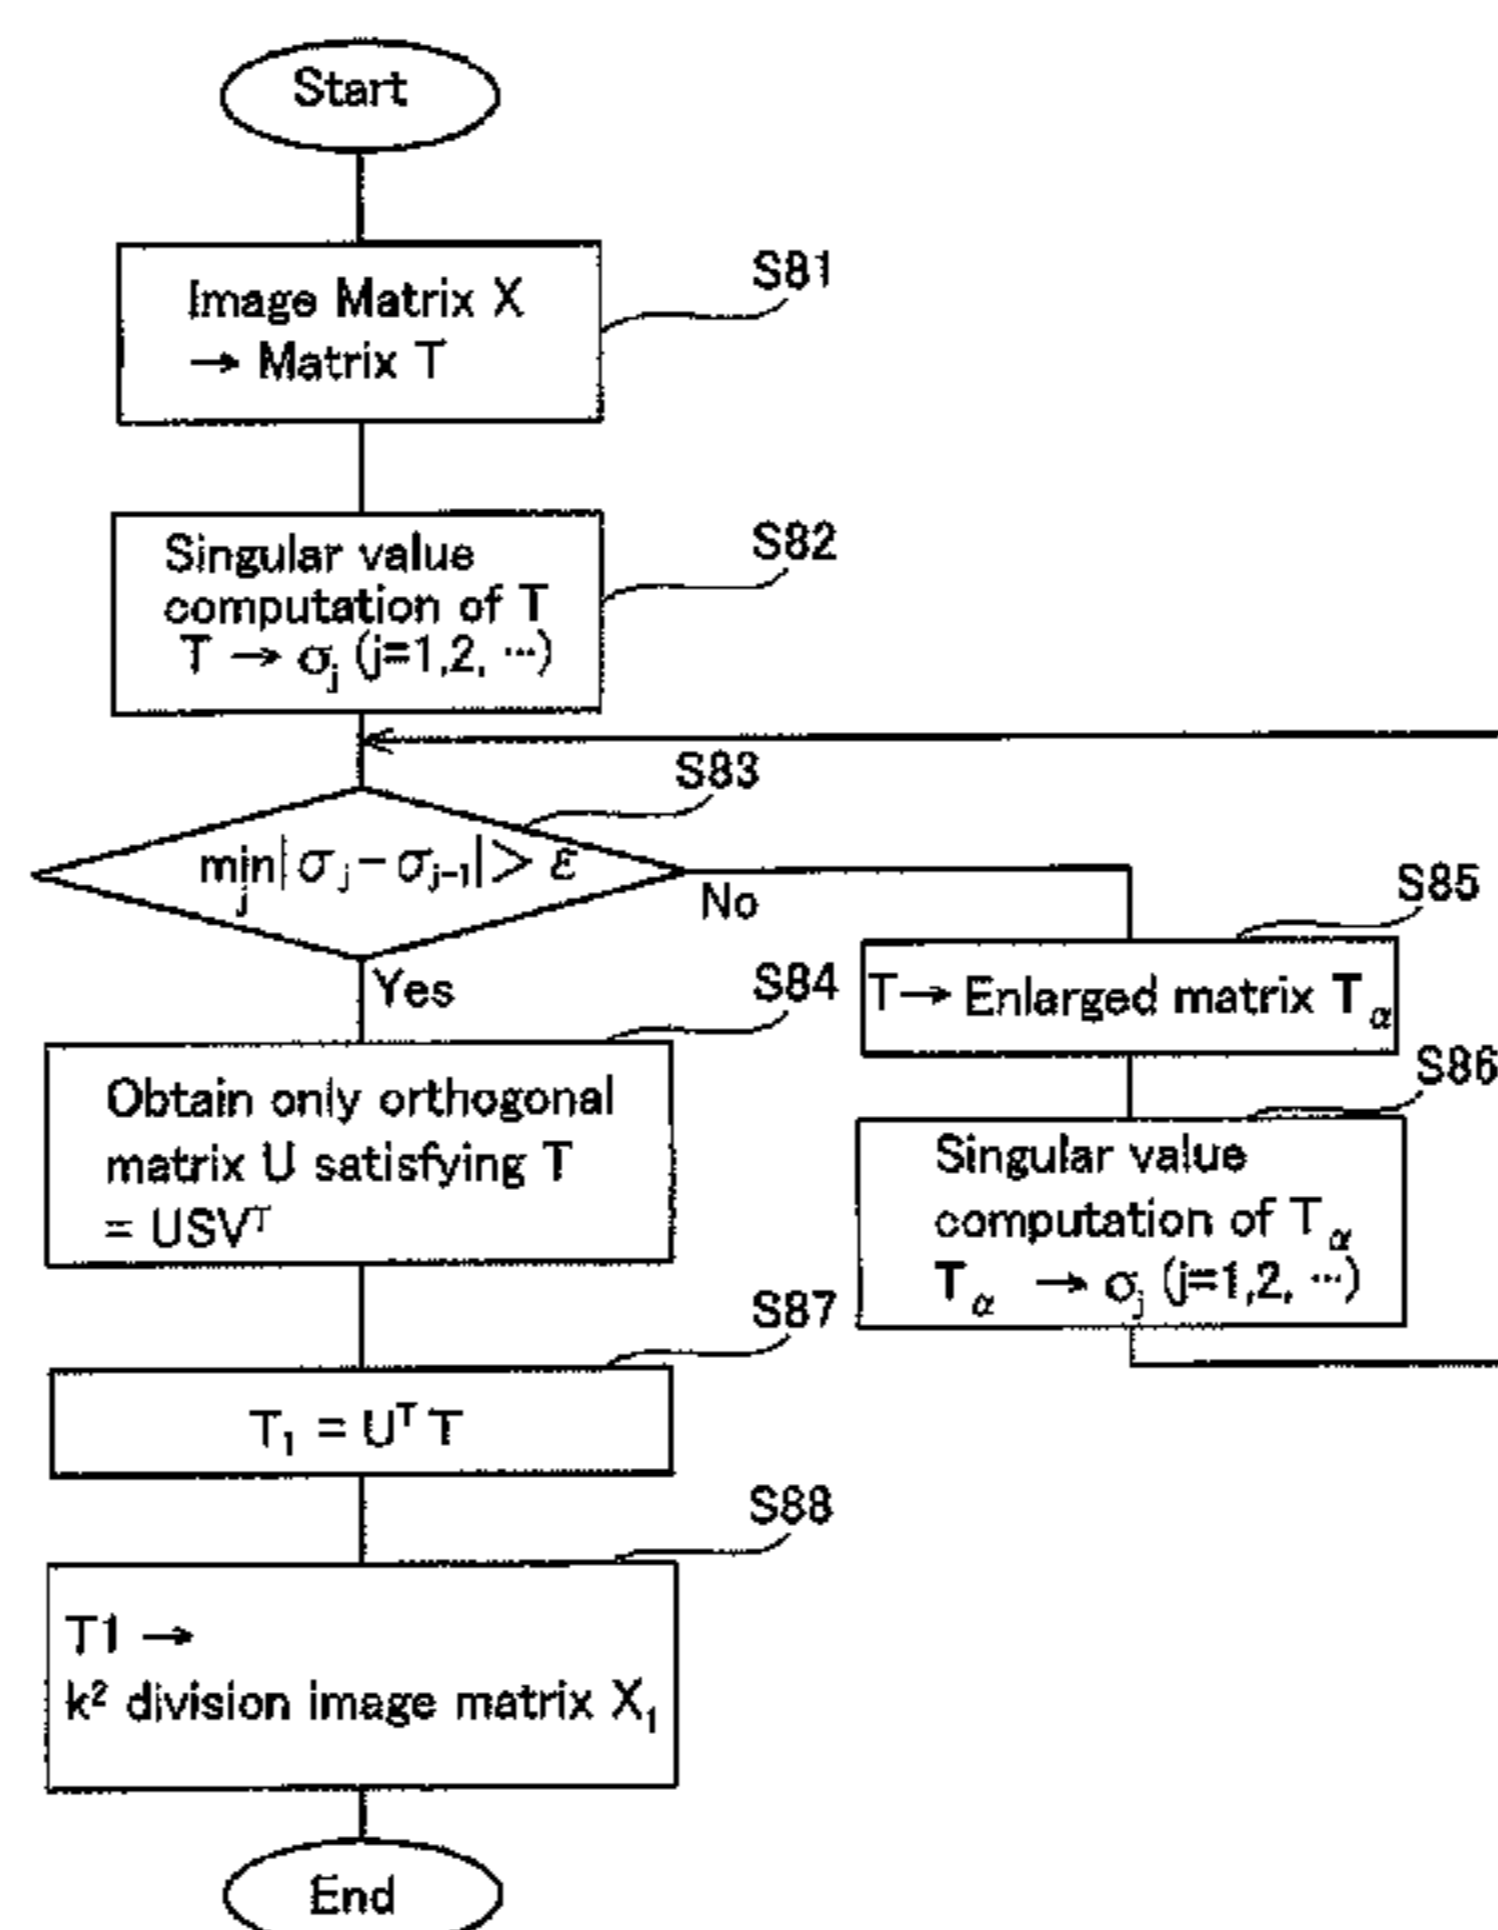 Start
Image Matrix X
→ Matrix T
S81
Singular value
computation of T
T → σj (j=1,2, ⋯)
S82
S83
min|σj − σj-1| > ε
j
No
Yes
S84
Obtain only orthogonal
matrix U satisfying T
= USVᵀ
S85
T→ Enlarged matrix Tα
S86
Singular value
computation of Tα
Tα → σj (j=1,2, ⋯)
S87
T₁ = Uᵀ T
S88
T1 →
k² division image matrix X₁
End